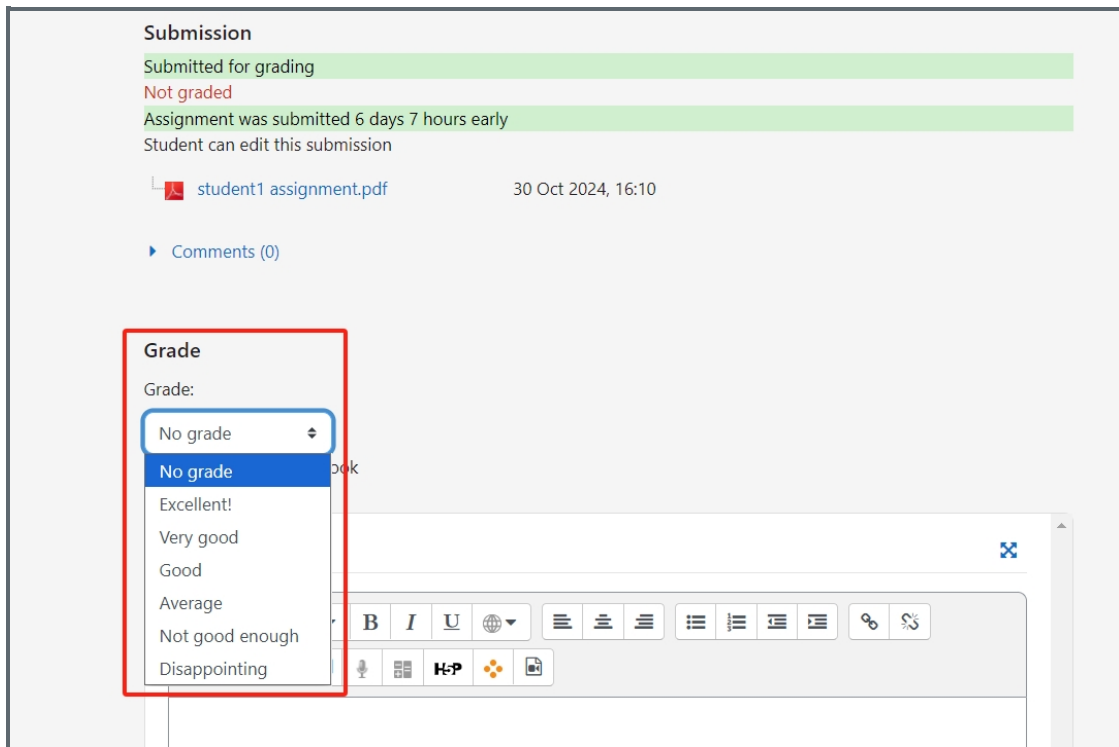 Submission
Submitted for grading
Not graded
Assignment was submitted 6 days 7 hours early
Student can edit this submission
student1 assignment.pdf 30 Oct 2024, 16:10
Comments (0)
Grade
Grade:
No grade
No grade
ook
Excellent!
Very good
Good
Average
B I U
Not good enough
Disappointing
H5P